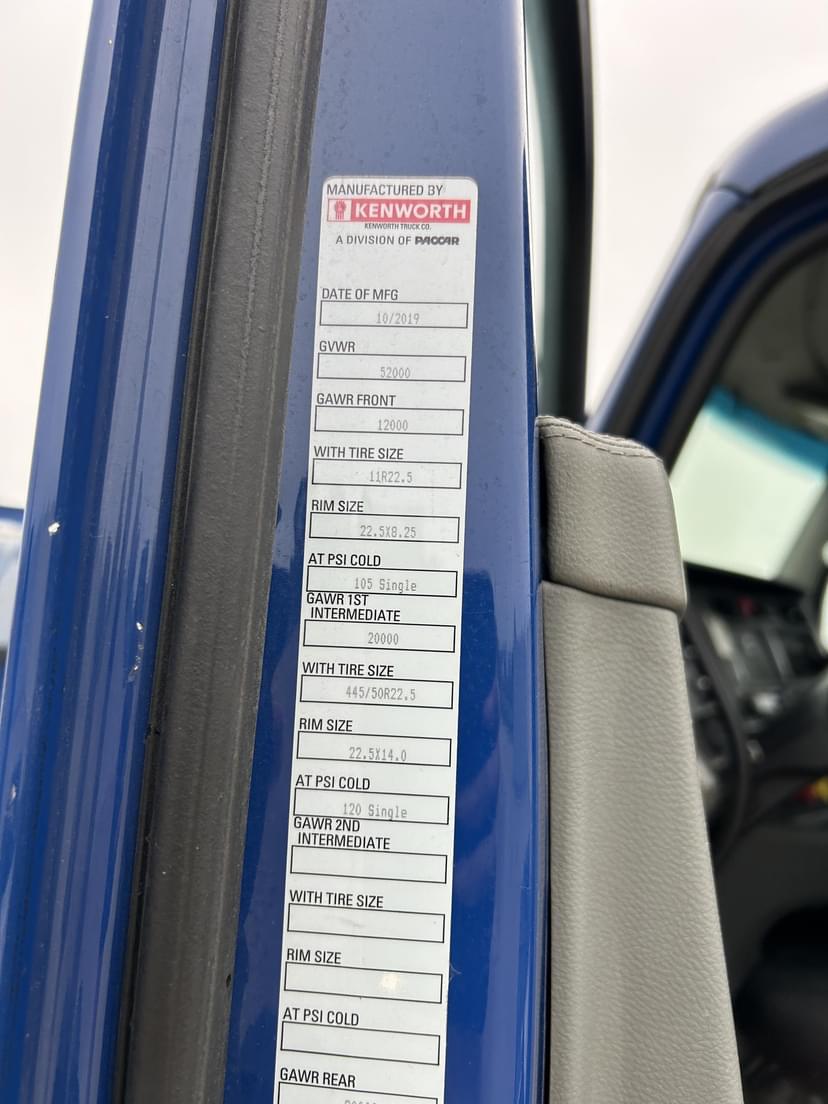 MANUFACTURED BY
KENWORTH
KENWORTH TRUCK CO.
A DIVISION OF PACCAR
DATE OF MFG
10/2019
GVWR
52000
GAWR FRONT
12000
WITH TIRE SIZE
11R22.5
RIM SIZE
22.5X8.25
AT PSI COLD
105 Single
GAWR 1ST
INTERMEDIATE
20000
WITH TIRE SIZE
445/50R22.5
RIM SIZE
22.5X14.0
AT PSI COLD
120 Single
GAWR 2ND
INTERMEDIATE
WITH TIRE SIZE
RIM SIZE
AT PSI COLD
GAWR REAR